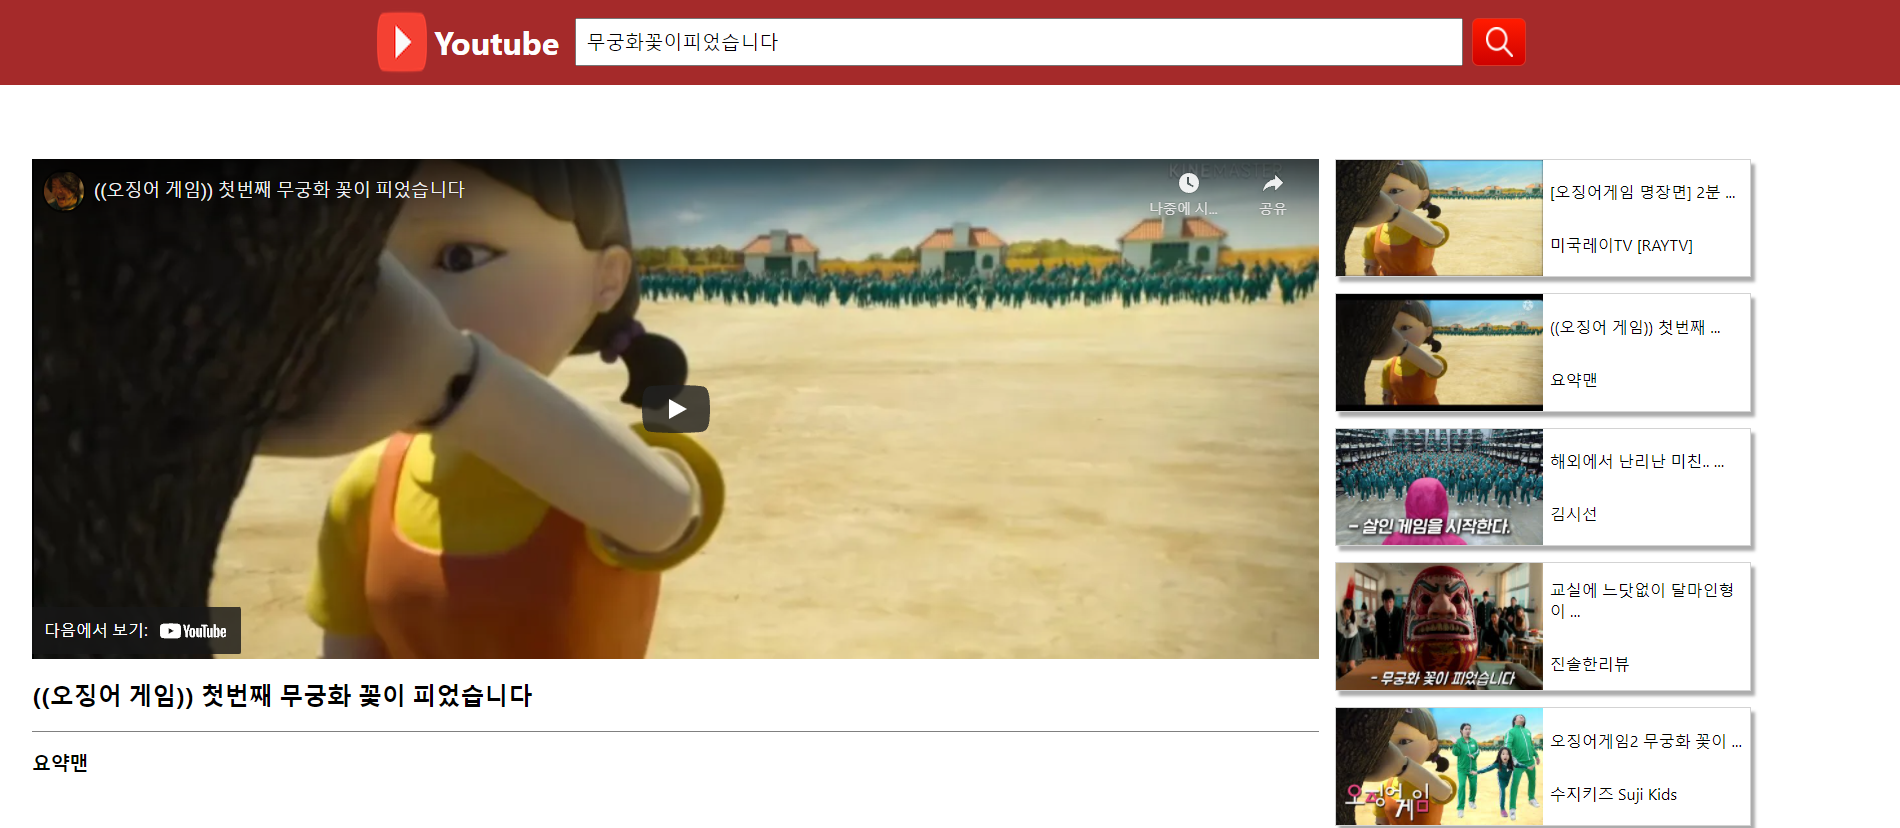 Youtube
무궁화꽃이피었습니다
KINEMASTER
((오징어 게임)) 첫번째 무궁화 꽃이 피었습니다
나중에 시...
공유
다음에서 보기: YouTube
((오징어 게임)) 첫번째 무궁화 꽃이 피었습니다
요약맨
[오징어게임 명장면] 2분 ...
미국레이TV [RAYTV]
((오징어 게임)) 첫번째 ...
요약맨
- 살인 게임을 시작한다.
해외에서 난리난 미친.. ...
김시선
- 무궁화 꽃이 피었습니다
교실에 느닷없이 달마인형
이 ...
진솔한리뷰
오징어
게임
오징어게임2 무궁화 꽃이 ...
수지키즈 Suji Kids